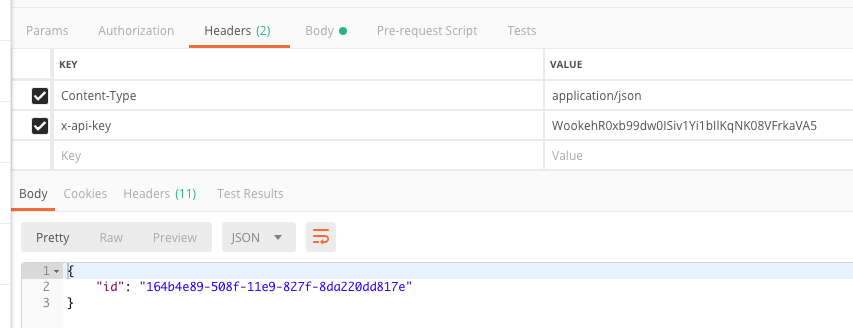 Params Authorization Headers (2) Body Pre-request Script Tests
KEY VALUE
Content-Type application/json
x-api-key WookehR0xb99dw0ISiv1Yi1bIlKqNK08VFrkaVA5
Key Value
Body Cookies Headers (11) Test Results
Pretty Raw Preview JSON
1 {
2 "id": "164b4e89-508f-11e9-827f-8da220dd817e"
3 }